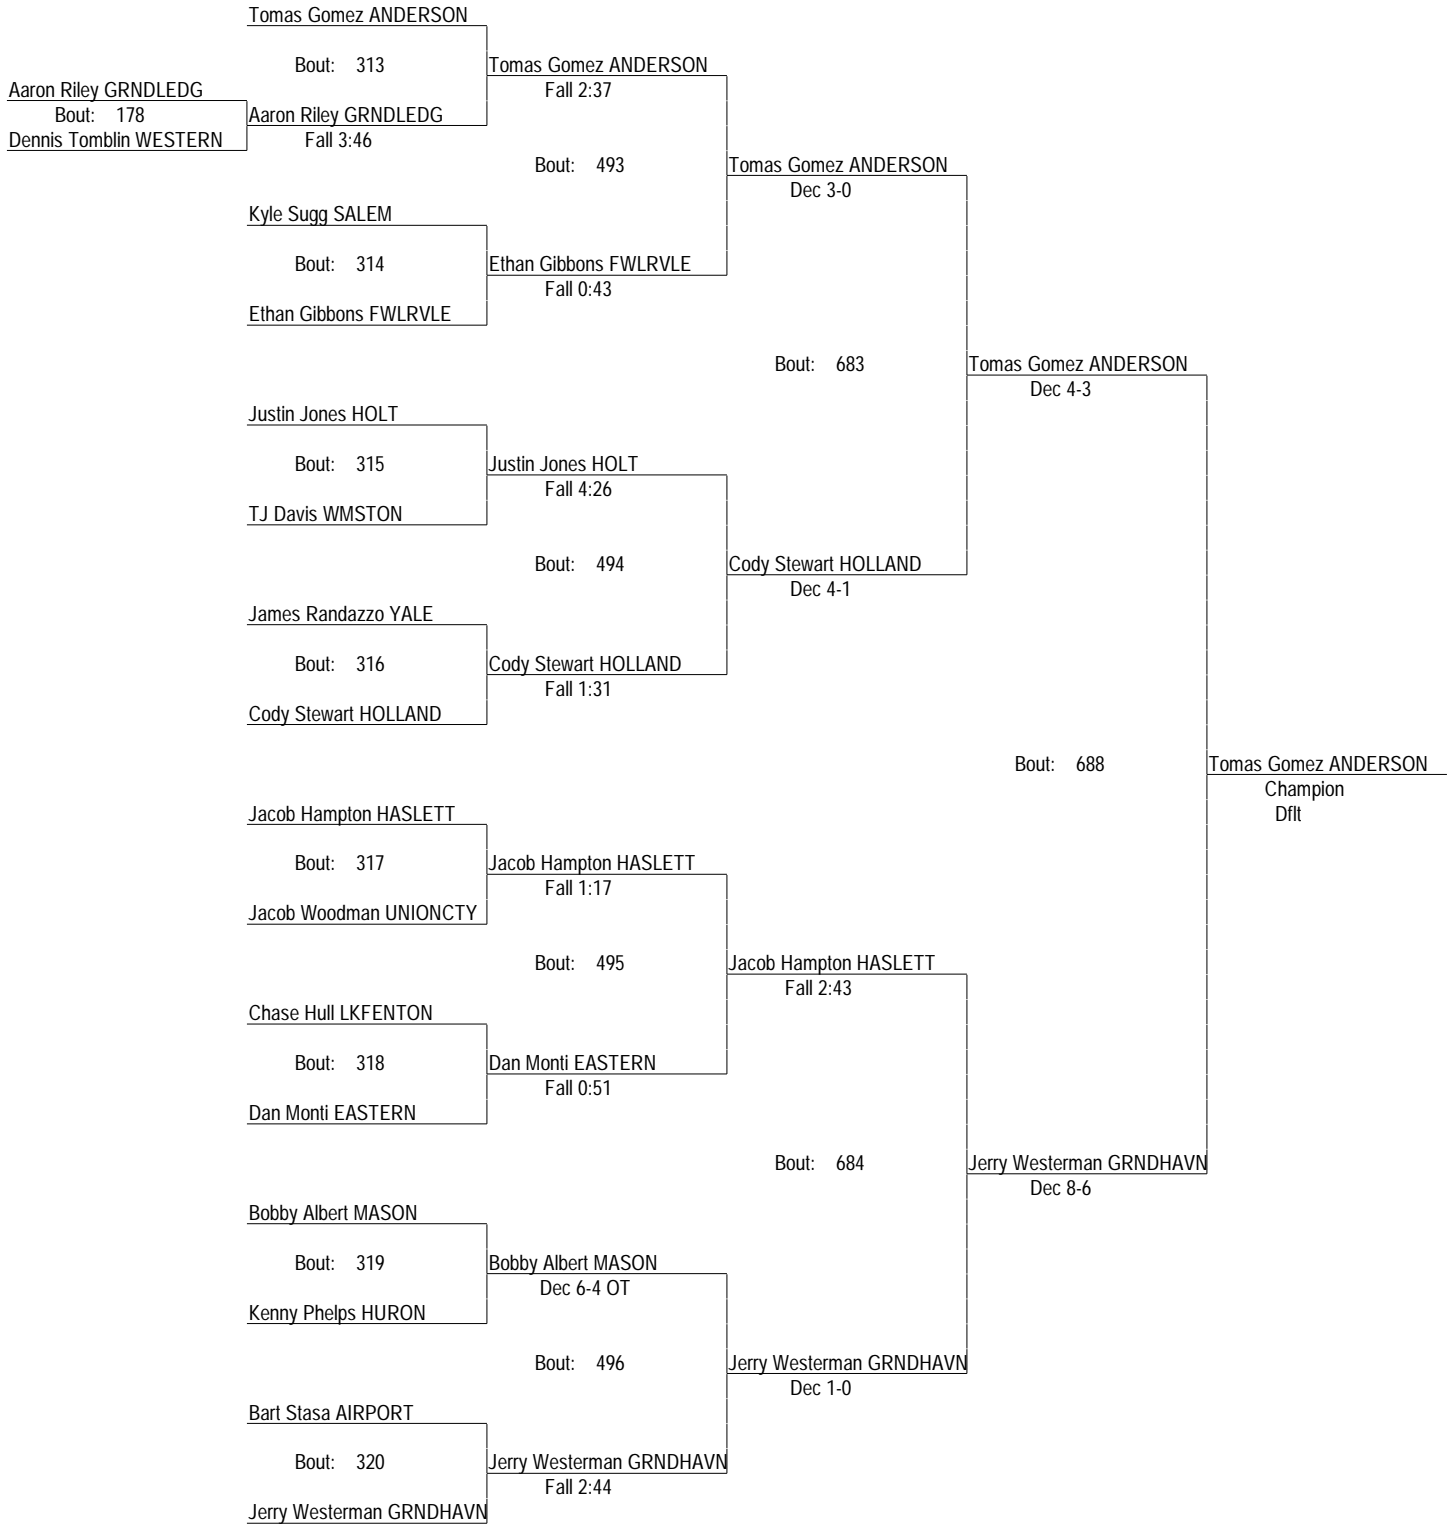 Tomas Gomez ANDERSON
Bout: 313
Tomas Gomez ANDERSON
Fall 2:37
Aaron Riley GRNDLEDG
Bout: 178
Dennis Tomblin WESTERN
Aaron Riley GRNDLEDG
Fall 3:46
Bout: 493
Tomas Gomez ANDERSON
Dec 3-0
Kyle Sugg SALEM
Bout: 314
Ethan Gibbons FWLRVLE
Fall 0:43
Ethan Gibbons FWLRVLE
Bout: 683
Tomas Gomez ANDERSON
Dec 4-3
Justin Jones HOLT
Bout: 315
Justin Jones HOLT
Fall 4:26
TJ Davis WMSTON
Bout: 494
Cody Stewart HOLLAND
Dec 4-1
James Randazzo YALE
Bout: 316
Cody Stewart HOLLAND
Fall 1:31
Cody Stewart HOLLAND
Bout: 688
Tomas Gomez ANDERSON
Champion
Dflt
Jacob Hampton HASLETT
Bout: 317
Jacob Hampton HASLETT
Fall 1:17
Jacob Woodman UNIONCTY
Bout: 495
Jacob Hampton HASLETT
Fall 2:43
Chase Hull LKFENTON
Bout: 318
Dan Monti EASTERN
Fall 0:51
Dan Monti EASTERN
Bout: 684
Jerry Westerman GRNDHAVN
Dec 8-6
Bobby Albert MASON
Bout: 319
Bobby Albert MASON
Dec 6-4 OT
Kenny Phelps HURON
Bout: 496
Jerry Westerman GRNDHAVN
Dec 1-0
Bart Stasa AIRPORT
Bout: 320
Jerry Westerman GRNDHAVN
Fall 2:44
Jerry Westerman GRNDHAVN